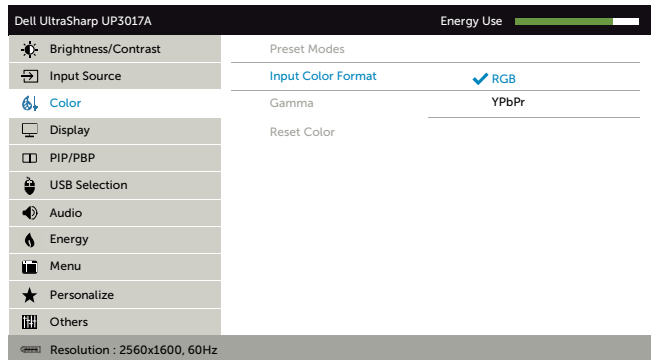 Dell UltraSharp UP3017A Energy Use
Brightness/Contrast Preset Modes
Input Source Input Color Format RGB
Color Gamma YPbPr
Display Reset Color
PIP/PBP
USB Selection
Audio
Energy
Menu
Personalize
Others
Resolution : 2560x1600, 60Hz